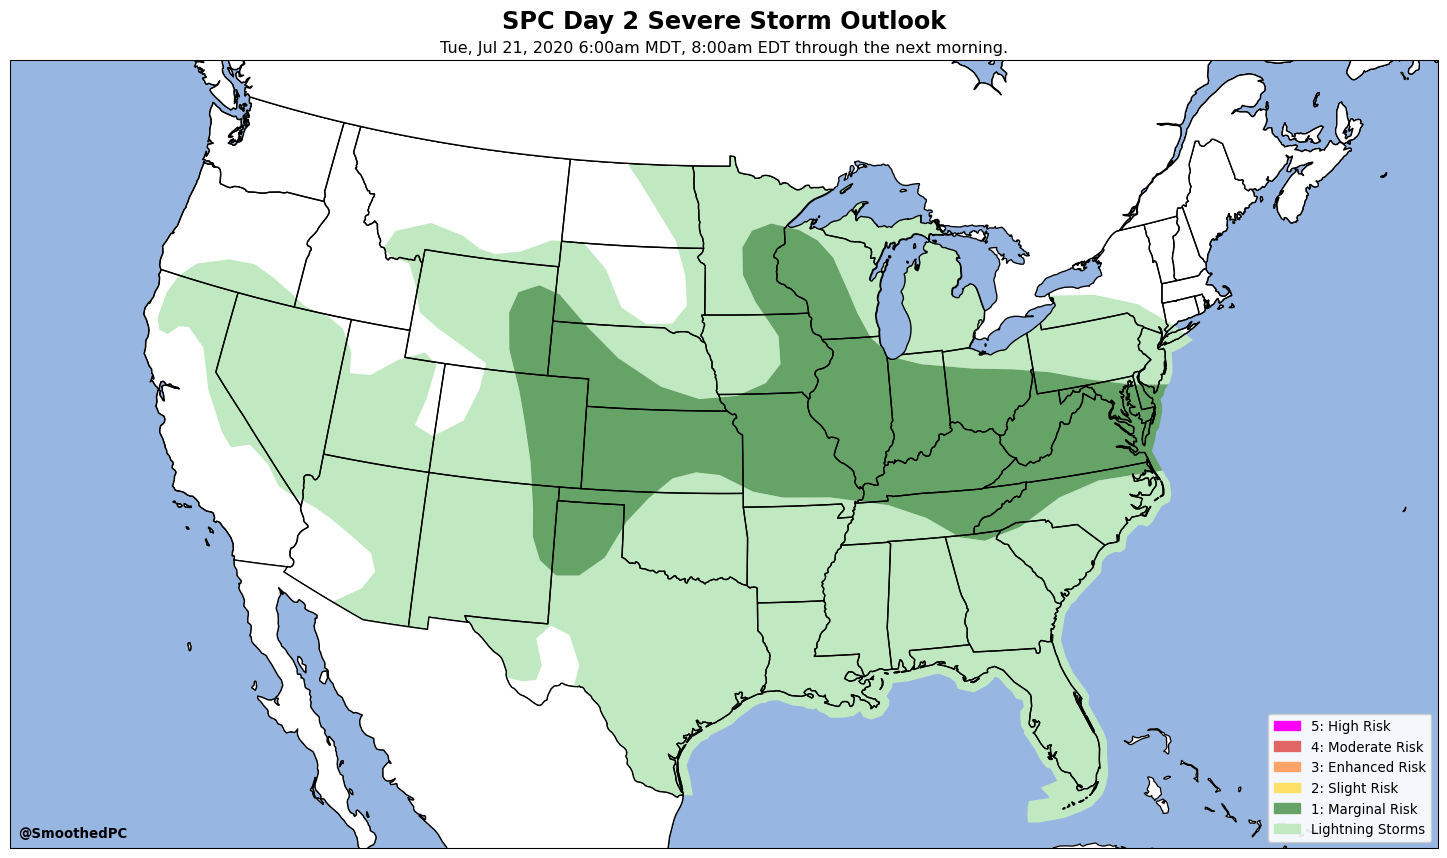 SPC Day 2 Severe Storm Outlook
Tue, Jul 21, 2020 6:00am MDT, 8:00am EDT through the next morning.
5: High Risk
4: Moderate Risk
3: Enhanced Risk
2: Slight Risk
1: Marginal Risk
Lightning Storms
@SmoothedPC